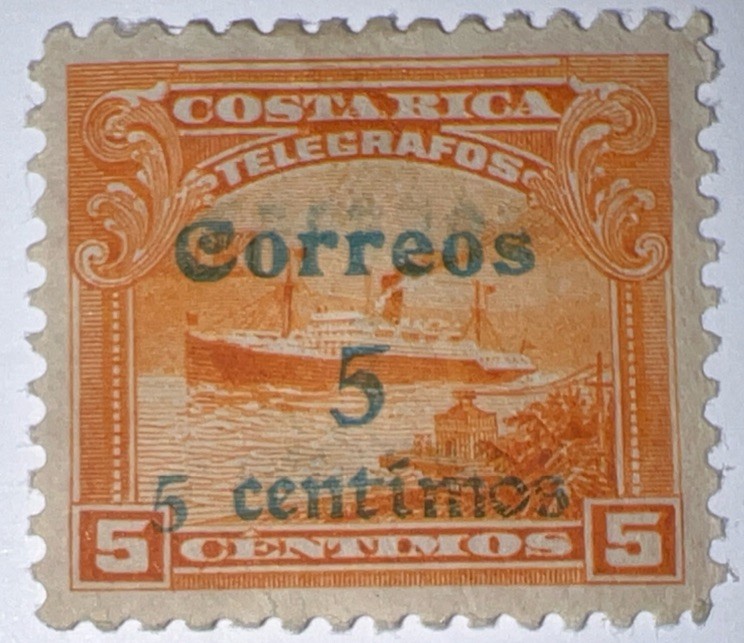 COSTA RICA
TELEGRAFOS
Correos
5
5 centimos
5 CENTIMOS 5